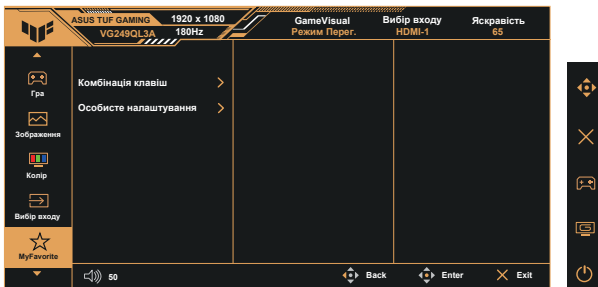 ASUS TUF GAMING 1920 x 1080
VG249QL3A 180Hz
GameVisual
Режим Перег.
Вибір входу
HDMI-1
Яскравість
65
Гра
Зображення
Колір
Вибір входу
MyFavorite
Комбінація клавіш
Особисте налаштування
50
Back
Enter
Exit